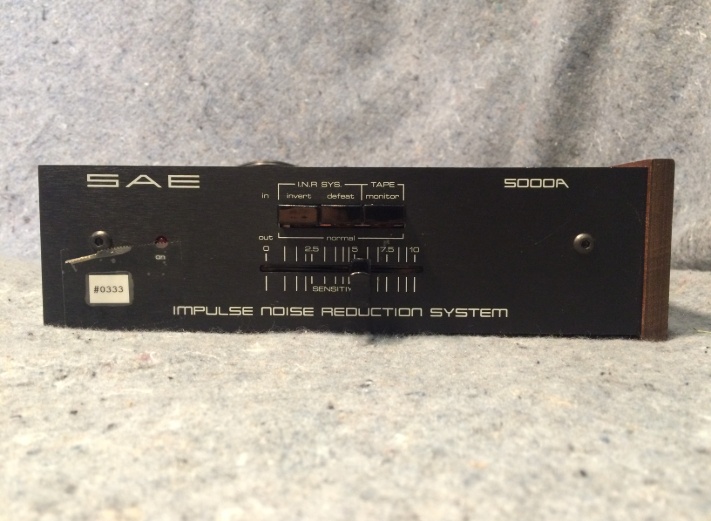 SAE
I.N.R SYS. TAPE
5000A
in invert defeat monitor
out normal
0 2.5 5 7.5 10
on
#0333
IMPULSE NOISE REDUCTION SYSTEM